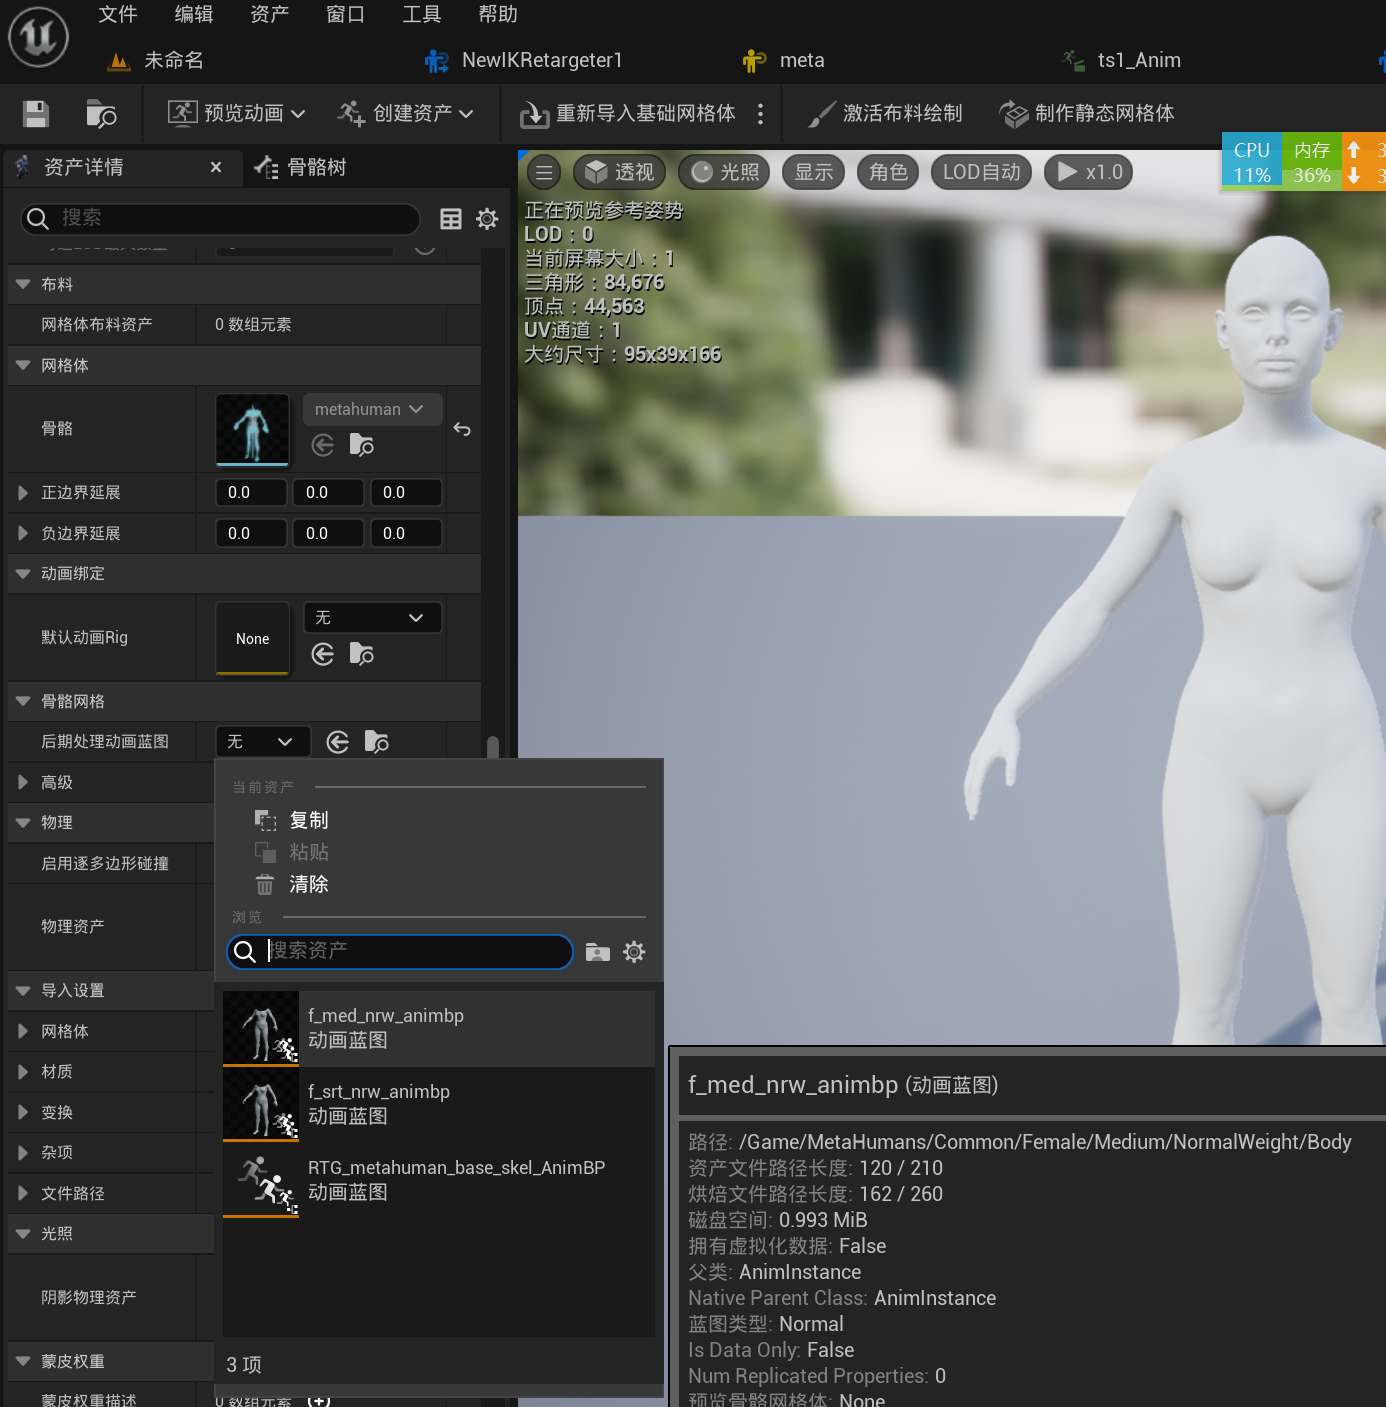 文件 编辑 资产 窗口 工具 帮助
未命名 NewIKRetargeter1 meta ts1_Anim
预览动画 创建资产 重新导入基础网格体 激活布料绘制 制作静态网格体
资产详情 骨骼树
搜索
布料
网格体布料资产 0 数组元素
网格体
骨骼 metahuman
正边界延展 0.0 0.0 0.0
负边界延展 0.0 0.0 0.0
动画绑定
默认动画Rig None 无
骨骼网格
后期处理动画蓝图 无
高级
物理
启用逐多边形碰撞
物理资产
导入设置
网格体
材质
变换
杂项
文件路径
光照
阴影物理资产
蒙皮权重
蒙皮权重描述 0 数组元素
当前资产
复制
粘贴
清除
浏览
搜索资产
f_med_nrw_animbp
动画蓝图
f_srt_nrw_animbp
动画蓝图
RTG_metahuman_base_skel_AnimBP
动画蓝图
3 项
透视 光照 显示 角色 LOD自动 x1.0
CPU 内存
11% 36%
正在预览参考姿势
LOD：0
当前屏幕大小：1
三角形：84,676
顶点：44,563
UV通道：1
大约尺寸：95x39x166
f_med_nrw_animbp (动画蓝图)
路径: /Game/MetaHumans/Common/Female/Medium/NormalWeight/Body
资产文件路径长度: 120 / 210
烘焙文件路径长度: 162 / 260
磁盘空间: 0.993 MiB
拥有虚拟化数据: False
父类: AnimInstance
Native Parent Class: AnimInstance
蓝图类型: Normal
Is Data Only: False
Num Replicated Properties: 0
预览骨骼网格体: None